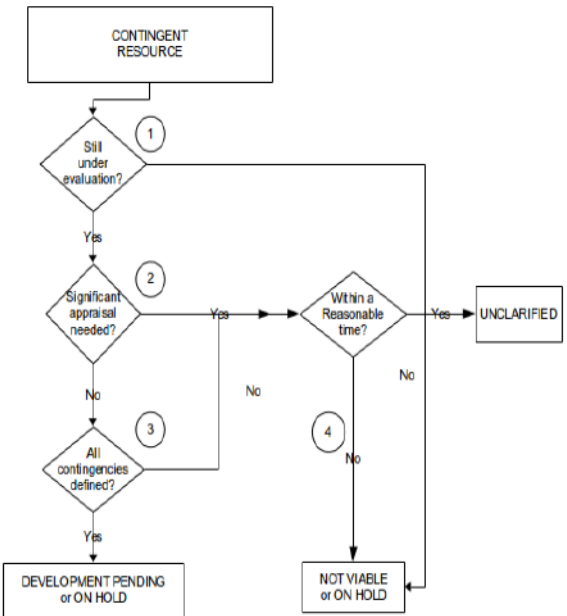 CONTINGENT
RESOURCE
1
Still
under
evaluation?
Yes
2
Significant
appraisal
needed?
Yes
Within a
Reasonable
time?
Yes
UNCLARIFIED
No
No
No
3
4
All
contingencies
defined?
No
Yes
DEVELOPMENT PENDING
or ON HOLD
NOT VIABLE
or ON HOLD